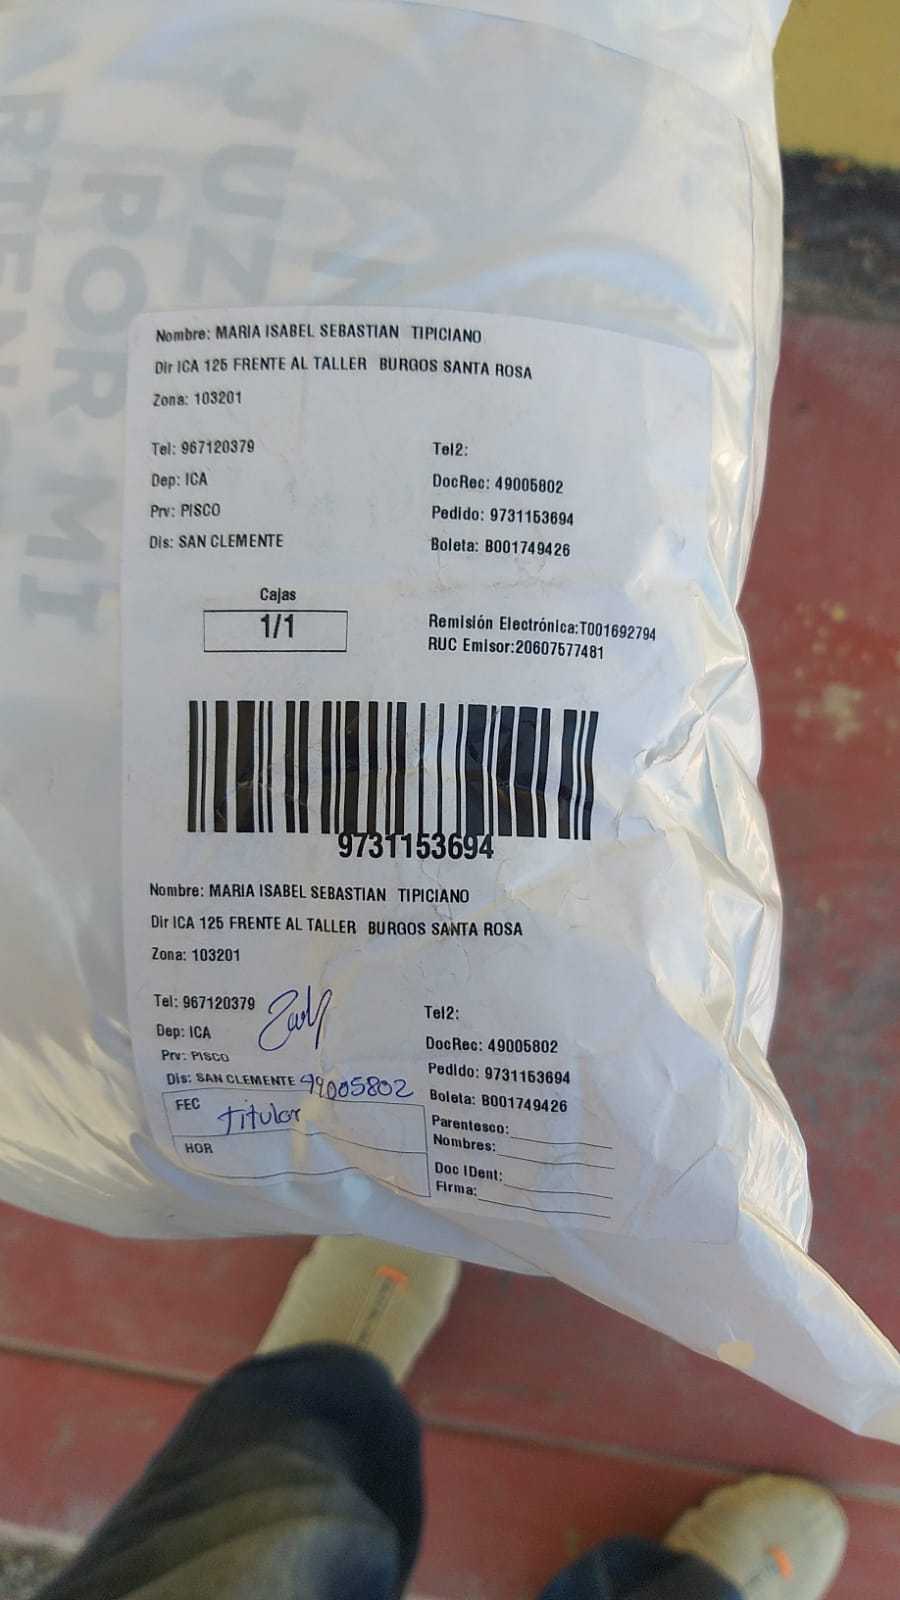 JUZ
POR MI
Nombre: MARIA ISABEL SEBASTIAN TIPICIANO
Dir ICA 125 FRENTE AL TALLER BURGOS SANTA ROSA
Zona: 103201
Tel: 967120379 Tel2:
Dep: ICA DocRec: 49005802
Prv: PISCO Pedido: 9731153694
Dis: SAN CLEMENTE Boleta: B001749426
Cajas
1/1
Remisión Electrónica:T001692794
RUC Emisor:20607577481
9731153694
Nombre: MARIA ISABEL SEBASTIAN TIPICIANO
Dir ICA 125 FRENTE AL TALLER BURGOS SANTA ROSA
Zona: 103201
Tel: 967120379 Tel2:
Dep: ICA DocRec: 49005802
Prv: PISCO Pedido: 9731153694
Dis: SAN CLEMENTE 49005802 Boleta: B001749426
FEC titular Parentesco:
Nombres:
HOR
Doc IDent:
Firma: